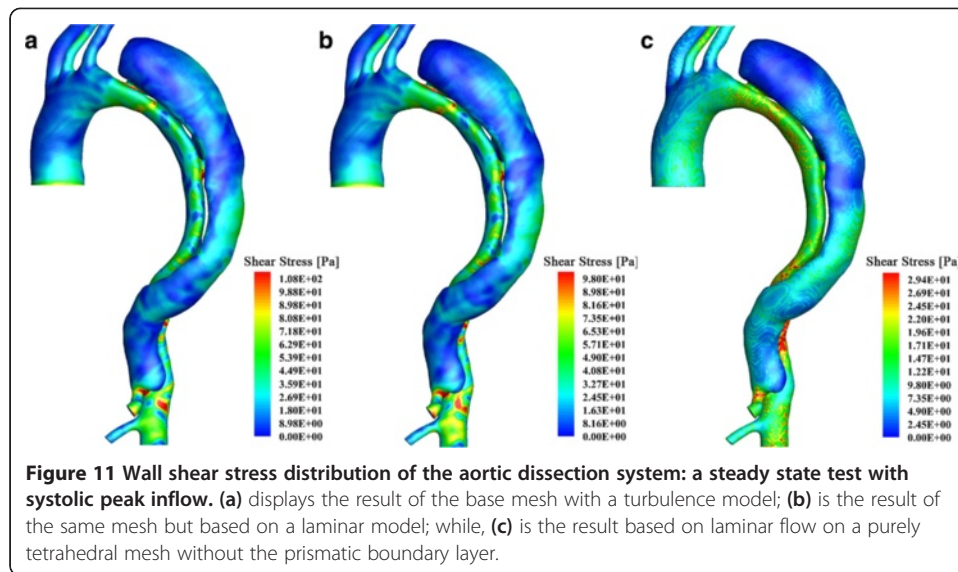 a
b
c
Shear Stress [Pa]
1.08E+02
9.88E+01
8.98E+01
8.08E+01
7.18E+01
6.29E+01
5.39E+01
4.49E+01
3.59E+01
2.69E+01
1.80E+01
8.98E+00
0.00E+00
Shear Stress [Pa]
9.80E+01
8.98E+01
8.16E+01
7.35E+01
6.53E+01
5.71E+01
4.90E+01
4.08E+01
3.27E+01
2.45E+01
1.63E+01
8.16E+00
0.00E+00
Shear Stress [Pa]
2.94E+01
2.69E+01
2.45E+01
2.20E+01
1.96E+01
1.71E+01
1.47E+01
1.22E+01
9.80E+00
7.35E+00
4.90E+00
2.45E+00
0.00E+00
Figure 11 Wall shear stress distribution of the aortic dissection system: a steady state test with
systolic peak inflow. (a) displays the result of the base mesh with a turbulence model; (b) is the result of
the same mesh but based on a laminar model; while, (c) is the result based on laminar flow on a purely
tetrahedral mesh without the prismatic boundary layer.